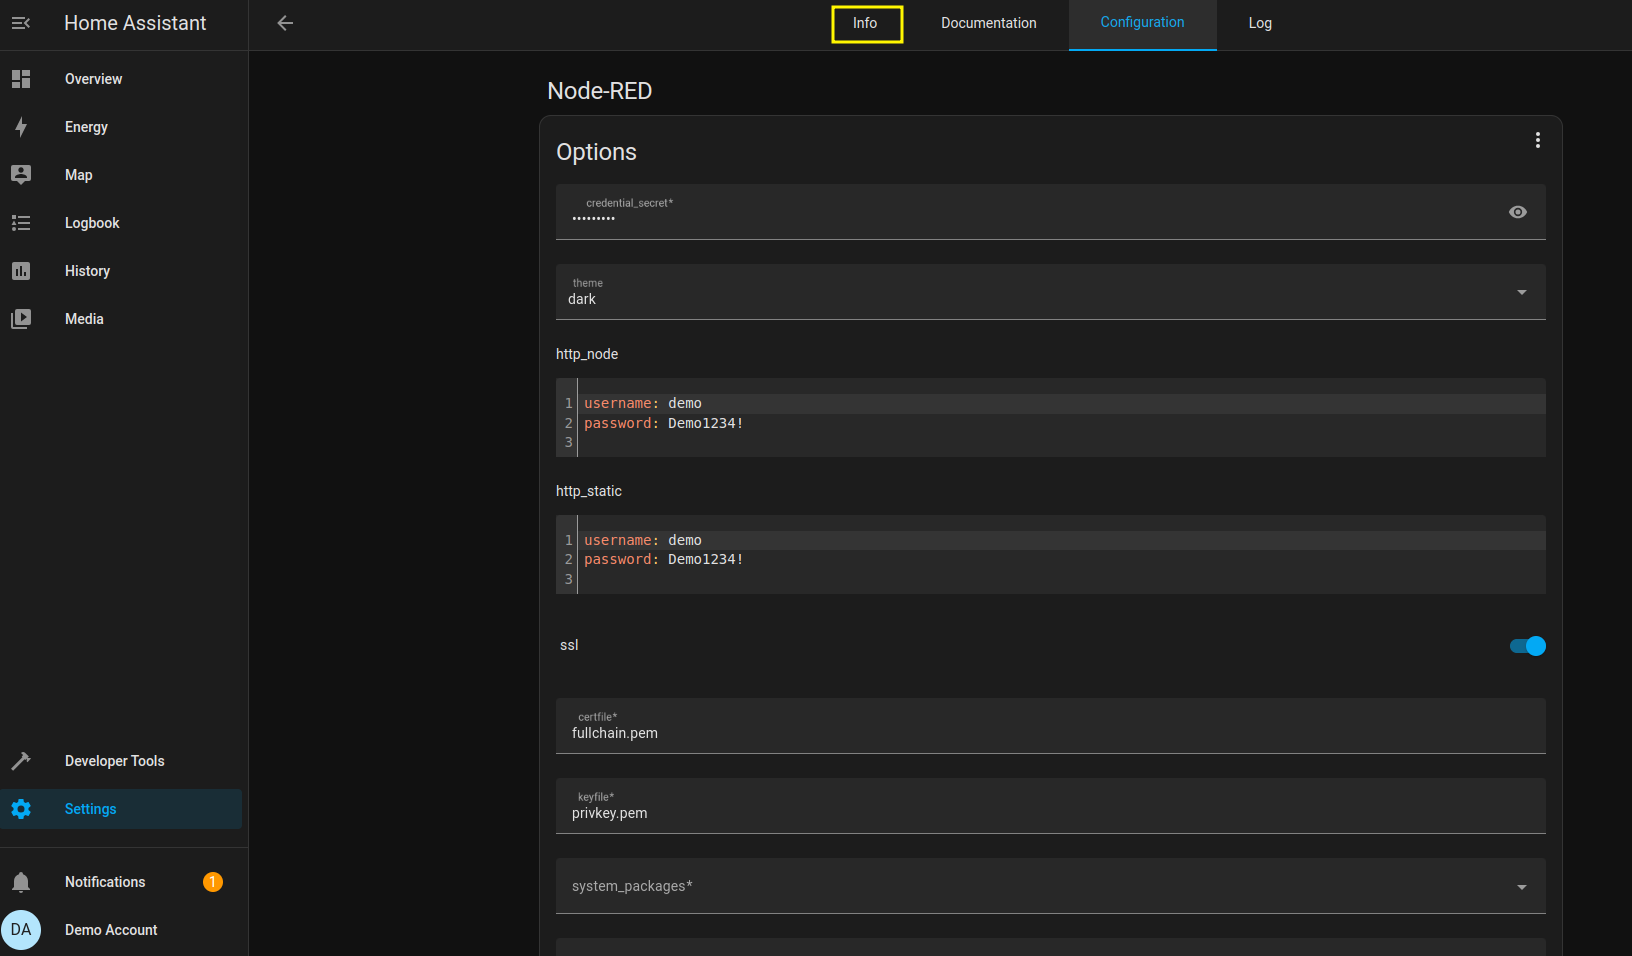 Home Assistant
Info
Documentation
Configuration
Log
Overview
Energy
Map
Logbook
History
Media
Developer Tools
Settings
Notifications
1
DA
Demo Account
Node-RED
Options
credential_secret*
•••••••••
theme
dark
http_node
1 username: demo
2 password: Demo1234!
3
http_static
1 username: demo
2 password: Demo1234!
3
ssl
certfile*
fullchain.pem
keyfile*
privkey.pem
system_packages*